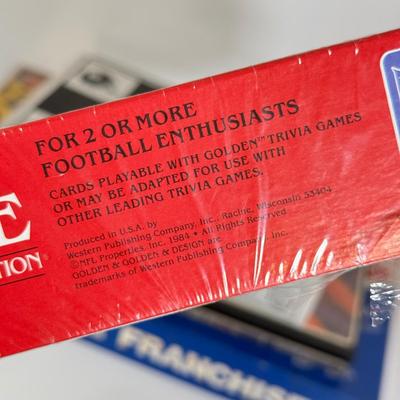 FOR 2 OR MORE
FOOTBALL ENTHUSIASTS
CARDS PLAYABLE WITH GOLDEN™ TRIVIA GAMES
OR MAY BE ADAPTED FOR USE WITH
OTHER LEADING TRIVIA GAMES.
Produced in U.S.A. by
Western Publishing Company, Inc., Racine, Wisconsin 53404
©NFL Properties, Inc. 1984 • All Rights Reserved
GOLDEN & GOLDEN & DESIGN are
trademarks of Western Publishing Company, Inc.
E
TION®
FRANCHISE